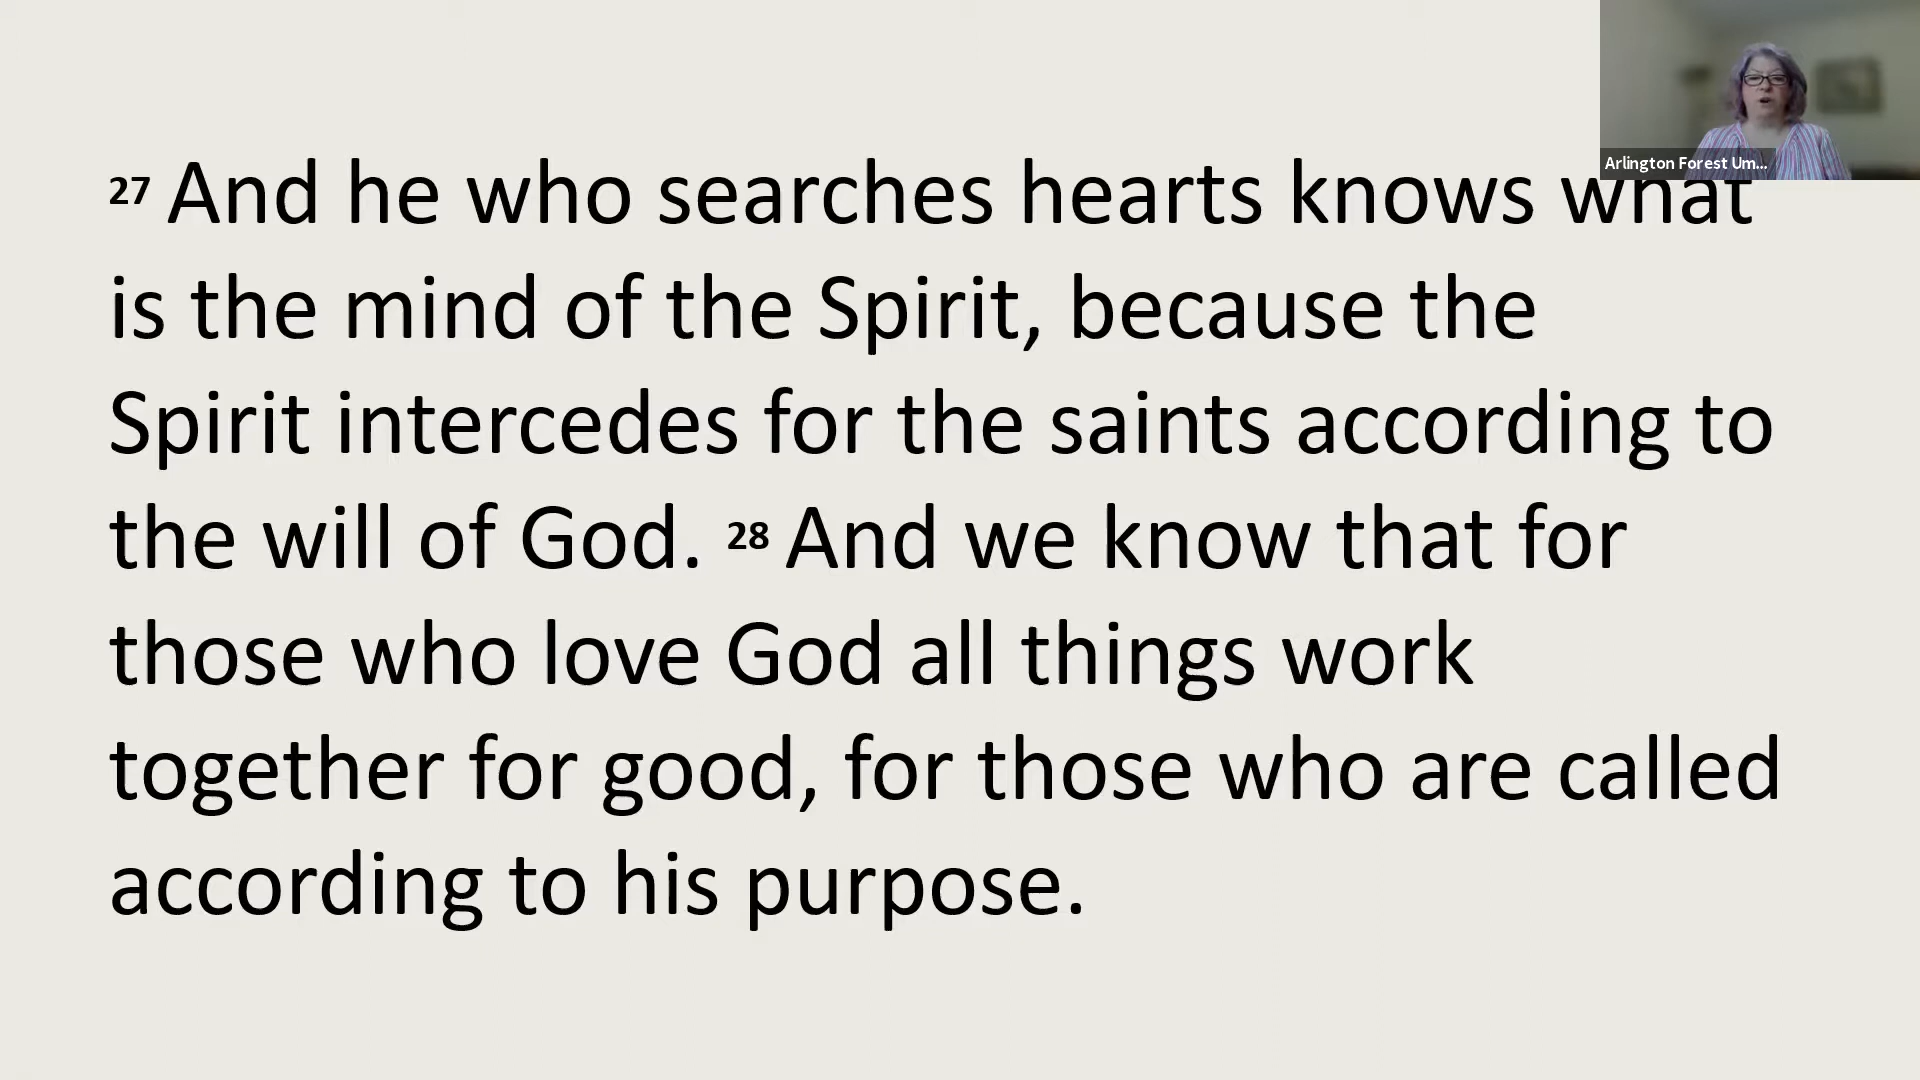 Arlington Forest Um...
27 And he who searches hearts knows what
is the mind of the Spirit, because the
Spirit intercedes for the saints according to
the will of God. 28 And we know that for
those who love God all things work
together for good, for those who are called
according to his purpose.